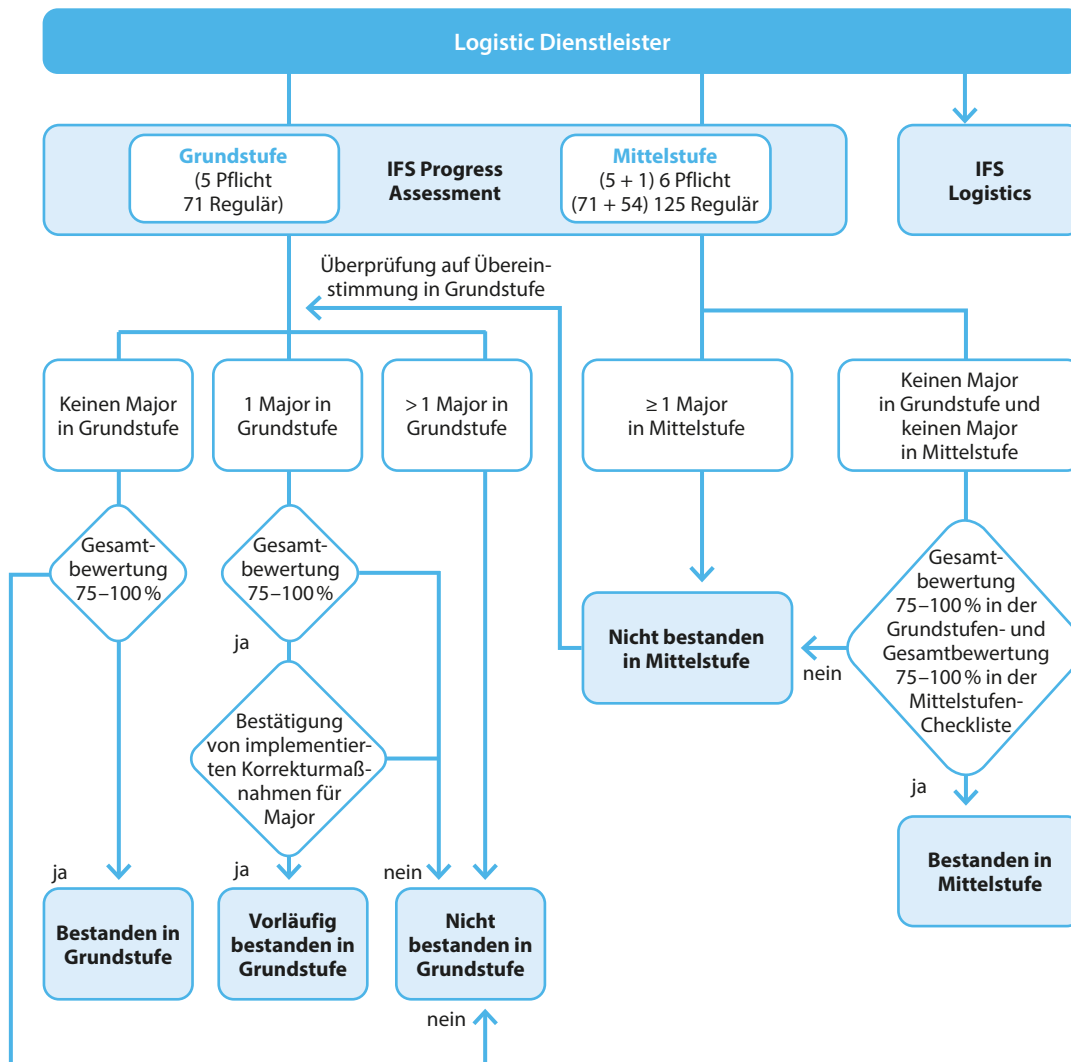 Logistic Dienstleister
Grundstufe
(5 Pflicht
71 Regulär)
IFS Progress
Assessment
Mittelstufe
(5 + 1) 6 Pflicht
(71 + 54) 125 Regulär
IFS
Logistics
Überprüfung auf Überein-
stimmung in Grundstufe
Keinen Major
in Grundstufe
1 Major in
Grundstufe
> 1 Major in
Grundstufe
≥ 1 Major
in Mittelstufe
Keinen Major
in Grundstufe und
keinen Major
in Mittelstufe
Gesamt-
bewertung
75–100 %
Gesamt-
bewertung
75–100 %
ja
Nicht bestanden
in Mittelstufe
nein
Gesamt-
bewertung
75–100 % in der
Grundstufen- und
Gesamtbewertung
75–100 % in der
Mittelstufen-
Checkliste
Bestätigung
von implementier-
ten Korrekturmaß-
nahmen für
Major
ja
Bestanden in
Mittelstufe
ja
ja
nein
Bestanden in
Grundstufe
Vorläufig
bestanden in
Grundstufe
Nicht
bestanden in
Grundstufe
nein